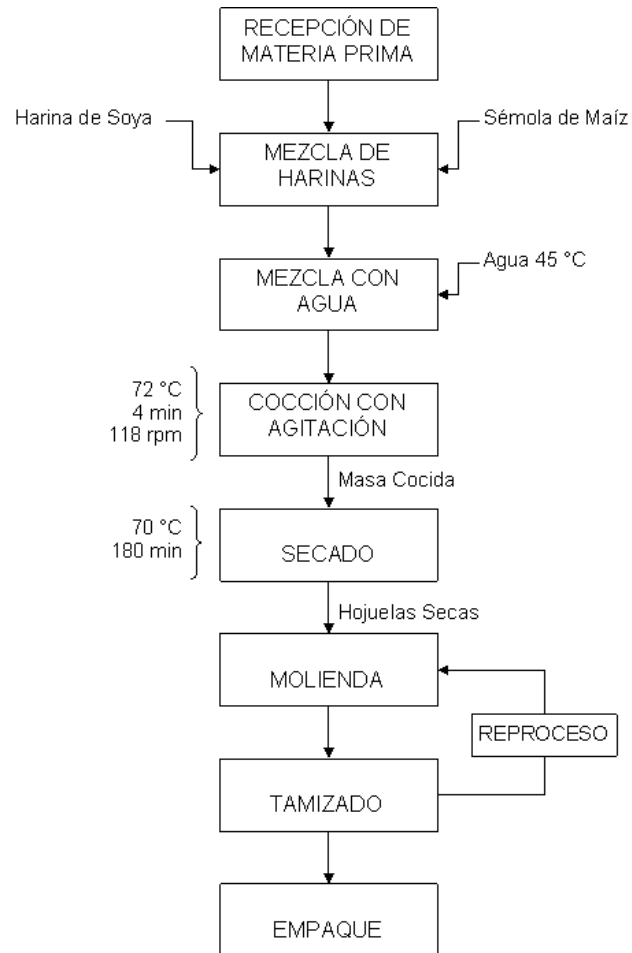 RECEPCIÓN DE
MATERIA PRIMA
Harina de Soya
Sémola de Maíz
MEZCLA DE
HARINAS
Agua 45 °C
MEZCLA CON
AGUA
72 °C
4 min
118 rpm
COCCIÓN CON
AGITACIÓN
Masa Cocida
70 °C
180 min
SECADO
Hojuelas Secas
MOLIENDA
REPROCESO
TAMIZADO
EMPAQUE